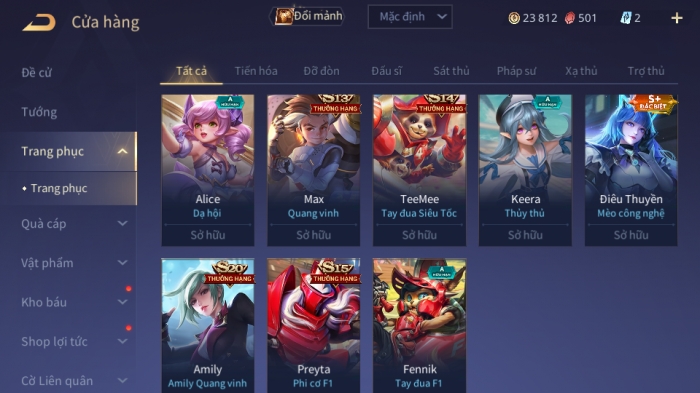 Cửa hàng
Đổi mảnh
Mặc định
23 812
501
2
Đề cử
Tướng
Trang phục
Trang phục
Quà cáp
Vật phẩm
Kho báu
Shop lợi tức
Cờ Liên quân
Tất cả
Tiến hóa
Đỡ đòn
Đấu sĩ
Sát thủ
Pháp sư
Xạ thủ
Trợ thủ
A
HỮU HẠN
Alice
Dạ hội
Sở hữu
S13
THƯỞNG HẠNG
Max
Quang vinh
Sở hữu
S14
THƯỞNG HẠNG
TeeMee
Tay đua Siêu Tốc
Sở hữu
A
HỮU HẠN
Keera
Thủy thủ
Sở hữu
S+
ĐẶC BIỆT
Điêu Thuyền
Mèo công nghệ
Sở hữu
S20
THƯỞNG HẠNG
Amily
Amily Quang vinh
S15
THƯỞNG HẠNG
Preyta
Phi cơ F1
A
HỮU HẠN
Fennik
Tay đua F1